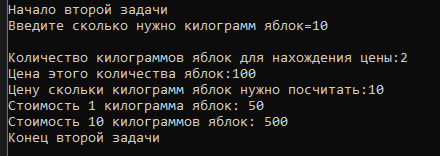 Начало второй задачи
Введите сколько нужно килограмм яблок=10
Количество килограммов яблок для нахождения цены:2
Цена этого количества яблок:100
Цену скольки килограмм яблок нужно посчитать:10
Стоимость 1 килограмма яблок: 50
Стоимость 10 килограммов яблок: 500
Конец второй задачи